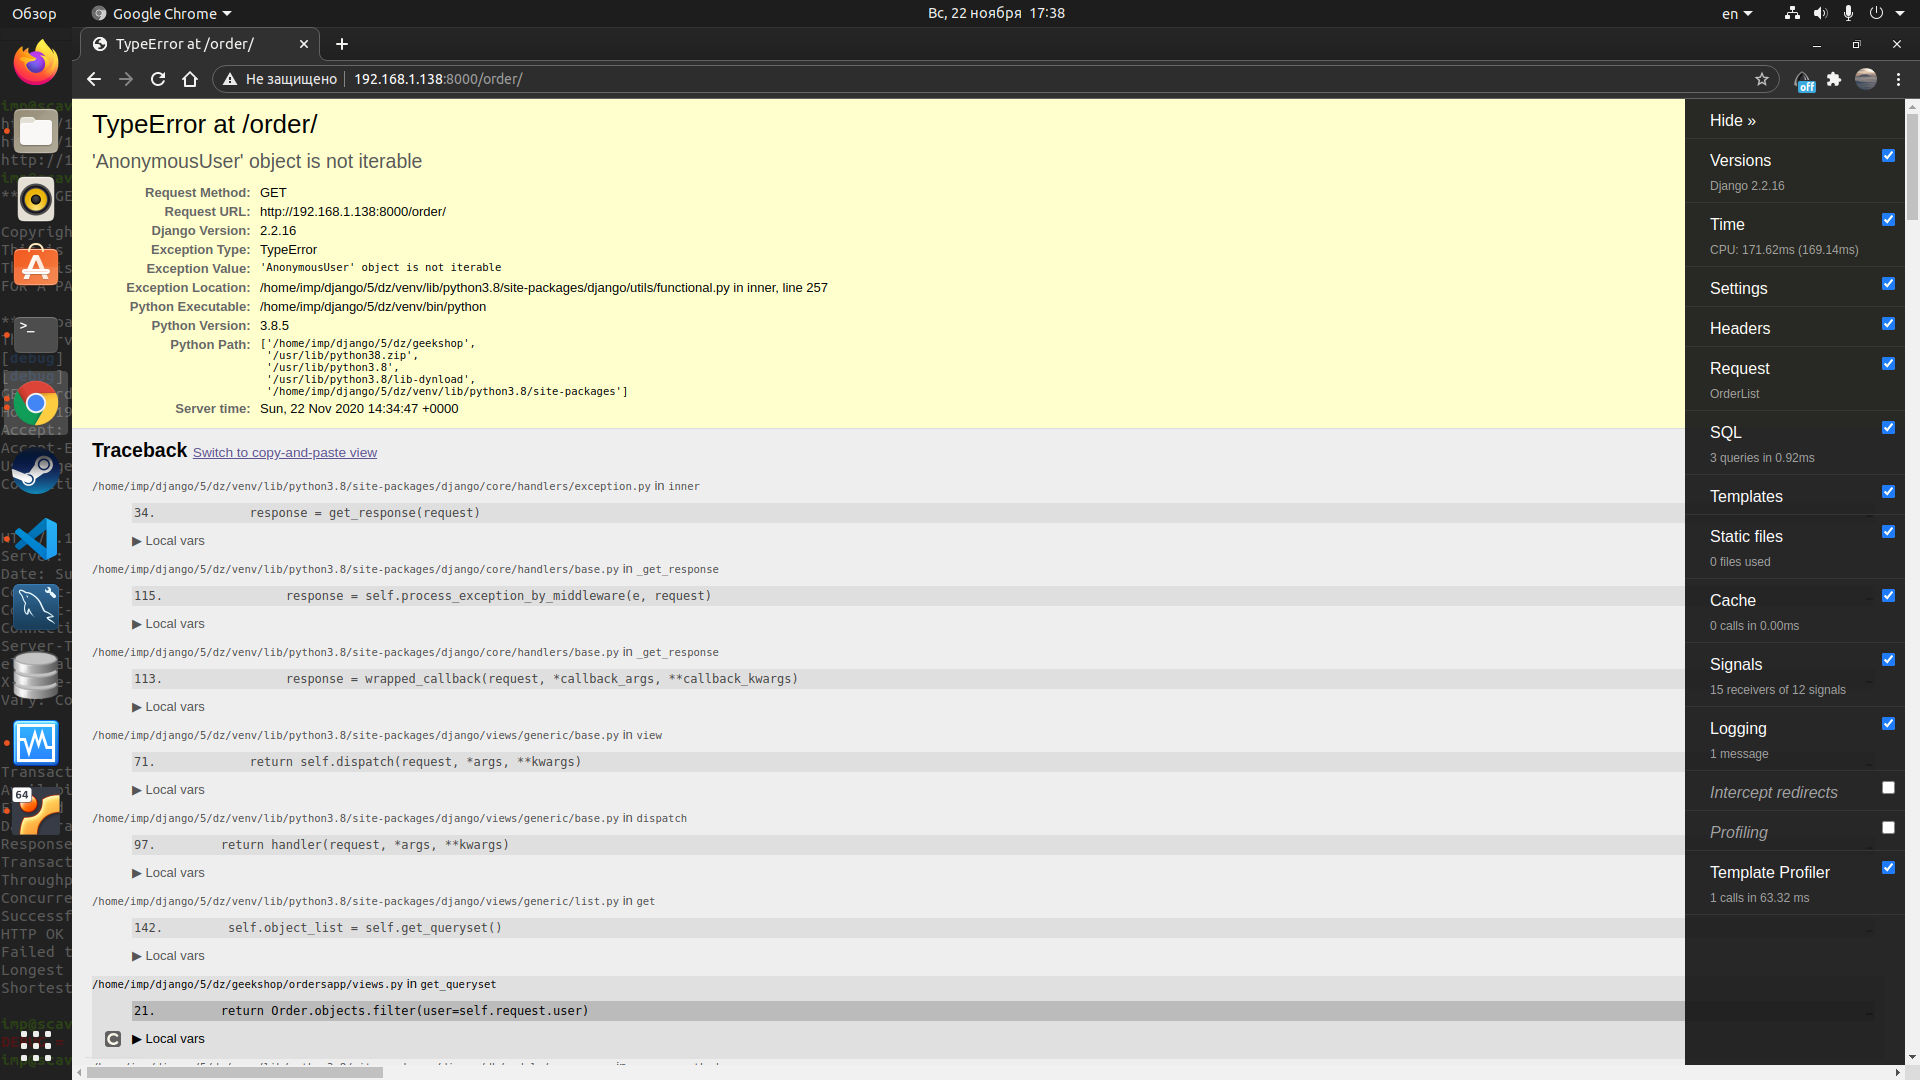 Обзор
Google Chrome
Вс, 22 ноября 17:38
en
TypeError at /order/
Не защищено
192.168.1.138:8000/order/
off
TypeError at /order/
'AnonymousUser' object is not iterable
Request Method: GET
Request URL: http://192.168.1.138:8000/order/
Django Version: 2.2.16
Exception Type: TypeError
Exception Value: 'AnonymousUser' object is not iterable
Exception Location: /home/imp/django/5/dz/venv/lib/python3.8/site-packages/django/utils/functional.py in inner, line 257
Python Executable: /home/imp/django/5/dz/venv/bin/python
Python Version: 3.8.5
Python Path: ['/home/imp/django/5/dz/geekshop',
'/usr/lib/python38.zip',
'/usr/lib/python3.8',
'/usr/lib/python3.8/lib-dynload',
'/home/imp/django/5/dz/venv/lib/python3.8/site-packages']
Server time: Sun, 22 Nov 2020 14:34:47 +0000
Traceback Switch to copy-and-paste view
/home/imp/django/5/dz/venv/lib/python3.8/site-packages/django/core/handlers/exception.py in inner
34. response = get_response(request)
▶ Local vars
/home/imp/django/5/dz/venv/lib/python3.8/site-packages/django/core/handlers/base.py in _get_response
115. response = self.process_exception_by_middleware(e, request)
▶ Local vars
/home/imp/django/5/dz/venv/lib/python3.8/site-packages/django/core/handlers/base.py in _get_response
113. response = wrapped_callback(request, *callback_args, **callback_kwargs)
▶ Local vars
/home/imp/django/5/dz/venv/lib/python3.8/site-packages/django/views/generic/base.py in view
71. return self.dispatch(request, *args, **kwargs)
▶ Local vars
/home/imp/django/5/dz/venv/lib/python3.8/site-packages/django/views/generic/base.py in dispatch
97. return handler(request, *args, **kwargs)
▶ Local vars
/home/imp/django/5/dz/venv/lib/python3.8/site-packages/django/views/generic/list.py in get
142. self.object_list = self.get_queryset()
▶ Local vars
/home/imp/django/5/dz/geekshop/ordersapp/views.py in get_queryset
21. return Order.objects.filter(user=self.request.user)
▶ Local vars
Hide »
Versions
Django 2.2.16
Time
CPU: 171.62ms (169.14ms)
Settings
Headers
Request
OrderList
SQL
3 queries in 0.92ms
Templates
Static files
0 files used
Cache
0 calls in 0.00ms
Signals
15 receivers of 12 signals
Logging
1 message
Intercept redirects
Profiling
Template Profiler
1 calls in 63.32 ms
64